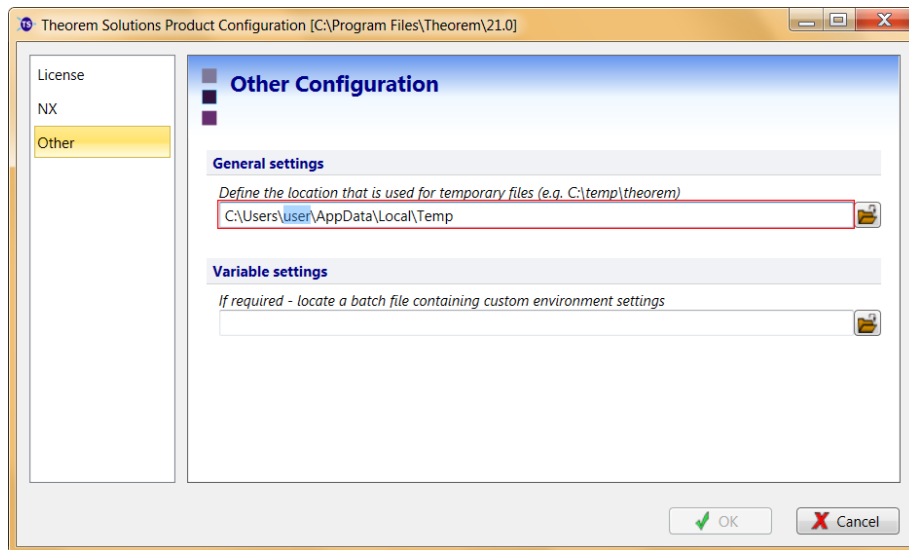 Theorem Solutions Product Configuration [C:\Program Files\Theorem\21.0]
License
NX
Other
Other Configuration
General settings
Define the location that is used for temporary files (e.g. C:\temp\theorem)
C:\Users\user\AppData\Local\Temp
Variable settings
If required - locate a batch file containing custom environment settings
OK
Cancel